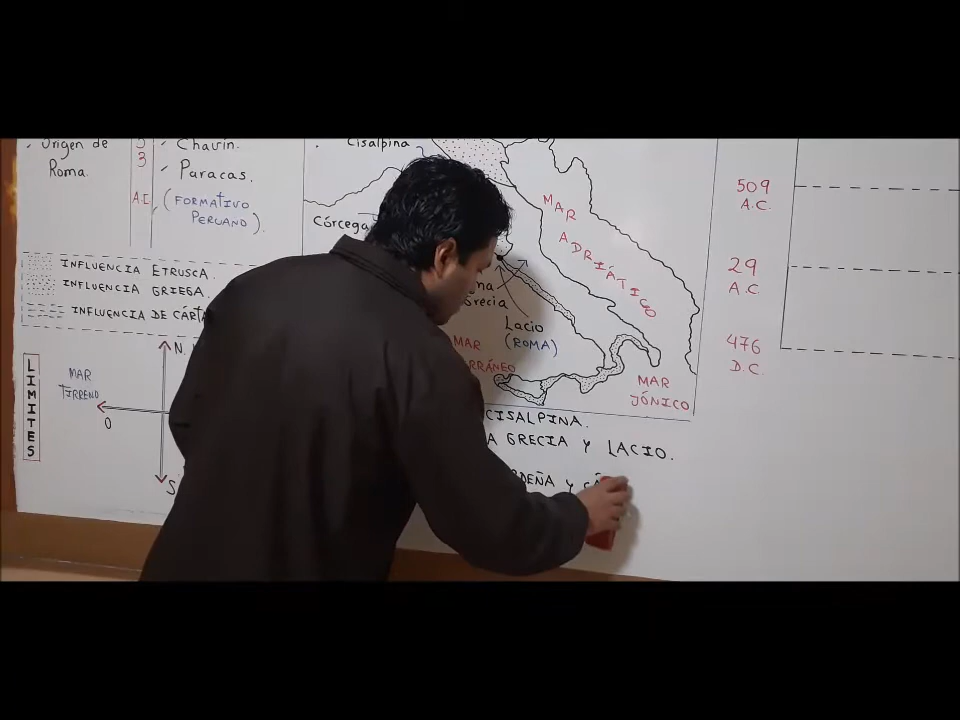 Origen de
Roma.
3
A.C
✓ Chavín.
✓ Paracas.
(FORMATIVO
PERUANO).
INFLUENCIA ETRUSCA.
INFLUENCIA GRIEGA.
INFLUENCIA DE
LIMITES
MAR
TIRRENO
O
N
S
Cisalpina
Córcega
MAR
ADRIÁTICO
Grecia
Lacio
(ROMA)
MAR
MAR
JÓNICO
CISALPINA.
GRECIA Y LACIO.
Y
509
A.C.
29
A.C.
476
D.C.